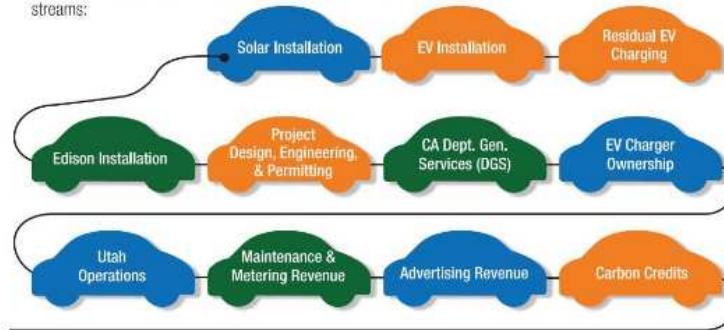 streams:
Solar Installation
EV Installation
Residual EV
Charging
Edison Installation
Project
Design, Engineering,
& Permitting
CA Dept. Gen.
Services (DGS)
EV Charger
Ownership
Utah
Operations
Maintenance &
Metering Revenue
Advertising Revenue
Carbon Credits